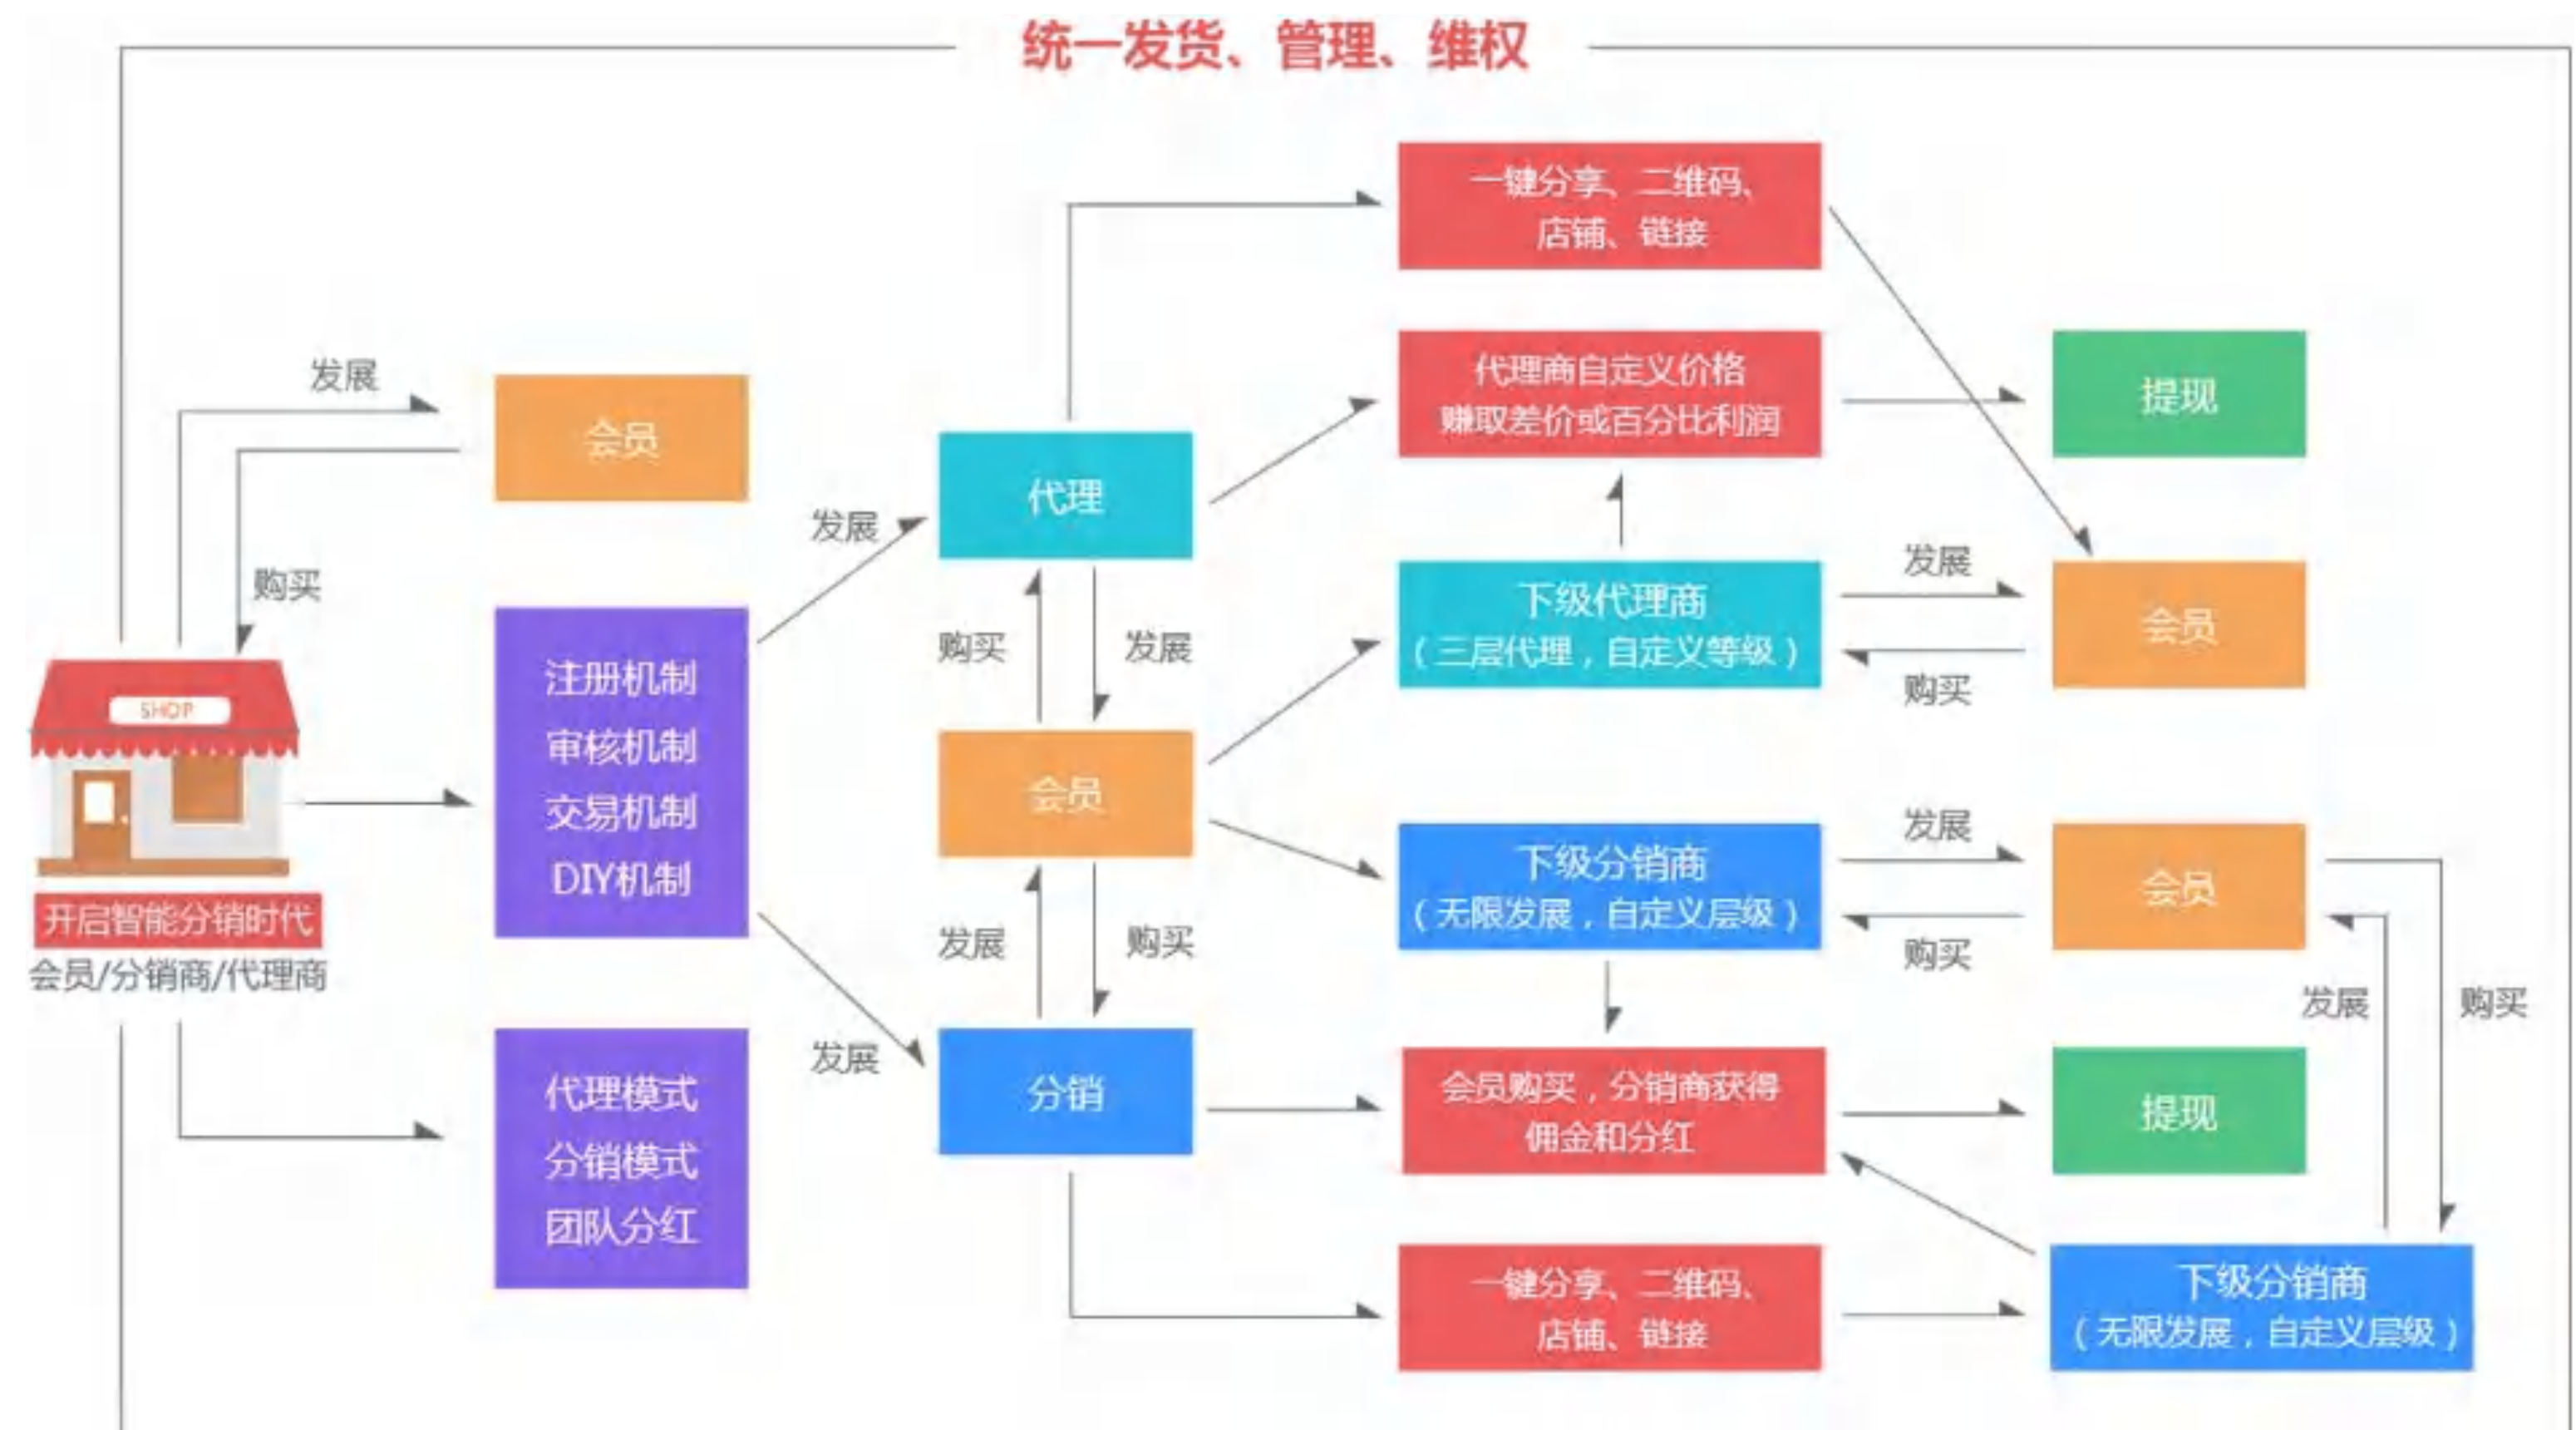 统一发货、管理、维权
发展
会员
购买
SHOP
开启智能分销时代
会员/分销商/代理商
注册机制
审核机制
交易机制
DIY机制
代理模式
分销模式
团队分红
发展
代理
购买
发展
会员
发展
购买
发展
分销
一键分享、二维码、
店铺、链接
代理商自定义价格
赚取差价或百分比利润
提现
下级代理商
（三层代理，自定义等级）
发展
购买
会员
下级分销商
（无限发展，自定义层级）
发展
购买
会员
发展
购买
会员购买，分销商获得
佣金和分红
提现
一键分享、二维码、
店铺、链接
下级分销商
（无限发展，自定义层级）